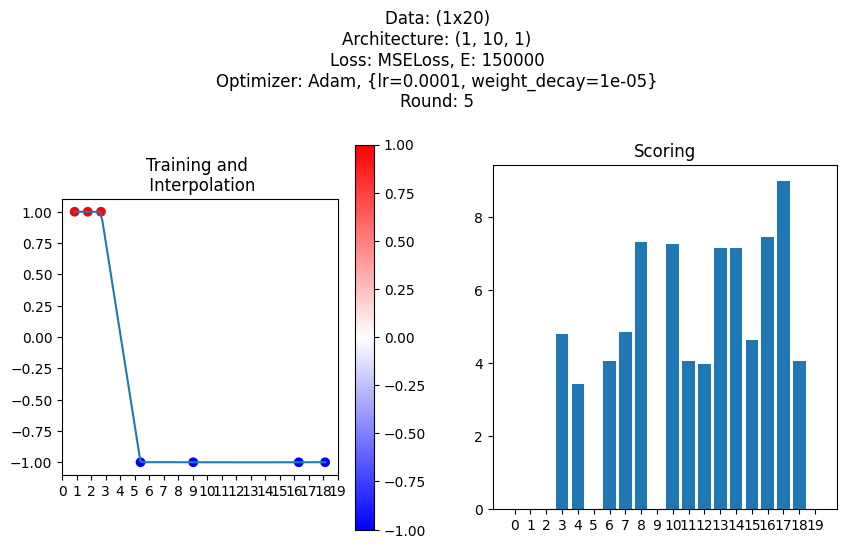 Data: (1x20)
Architecture: (1, 10, 1)
Loss: MSELoss, E: 150000
Optimizer: Adam, {lr=0.0001, weight_decay=1e-05}
Round: 5
Training and
Interpolation
1.00
0.75
0.50
0.25
0.00
−0.25
−0.50
−0.75
−1.00
0 1 2 3 4 5 6 7 8 9 10 11 12 13 14 15 16 17 18 19
1.00
0.75
0.50
0.25
0.00
−0.25
−0.50
−0.75
−1.00
Scoring
8
6
4
2
0
0 1 2 3 4 5 6 7 8 9 10 11 12 13 14 15 16 17 18 19